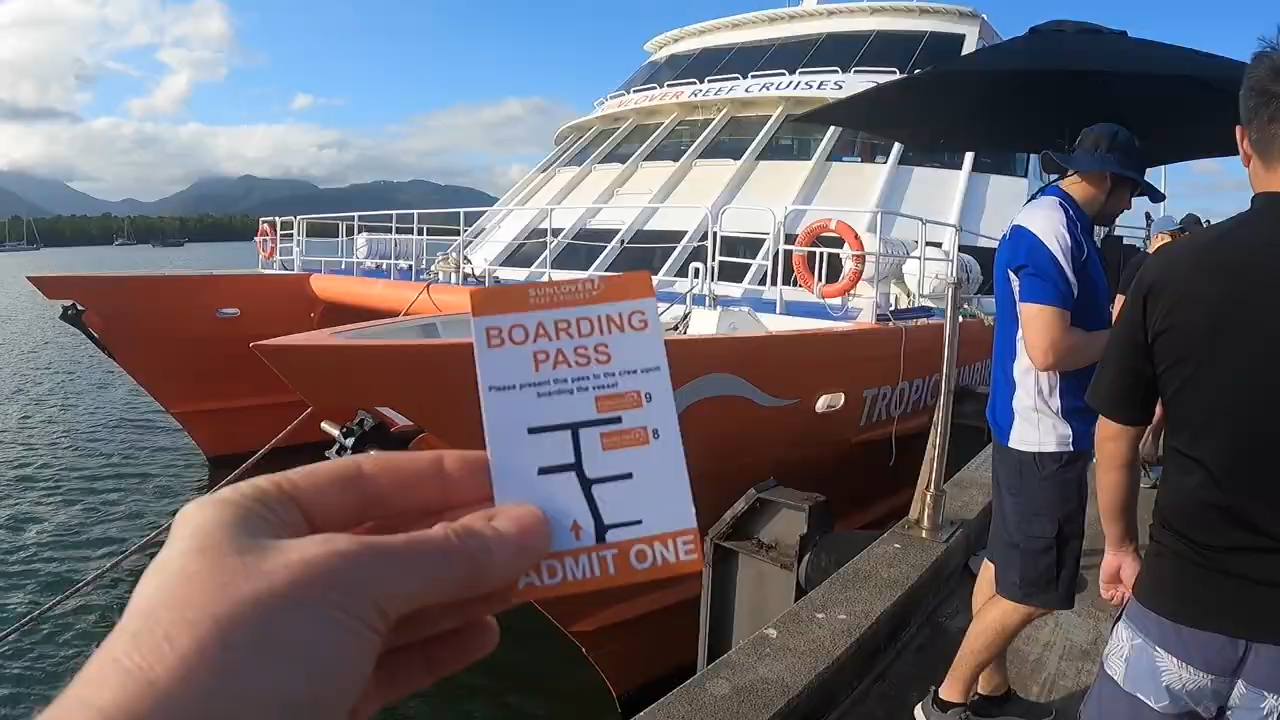 VLOVER REEF CRUISES
SUNLOVER
REEF CRUISES
BOARDING
PASS
Please present this pass to the crew upon
boarding the vessel
9
8
ADMIT ONE
TROPIC